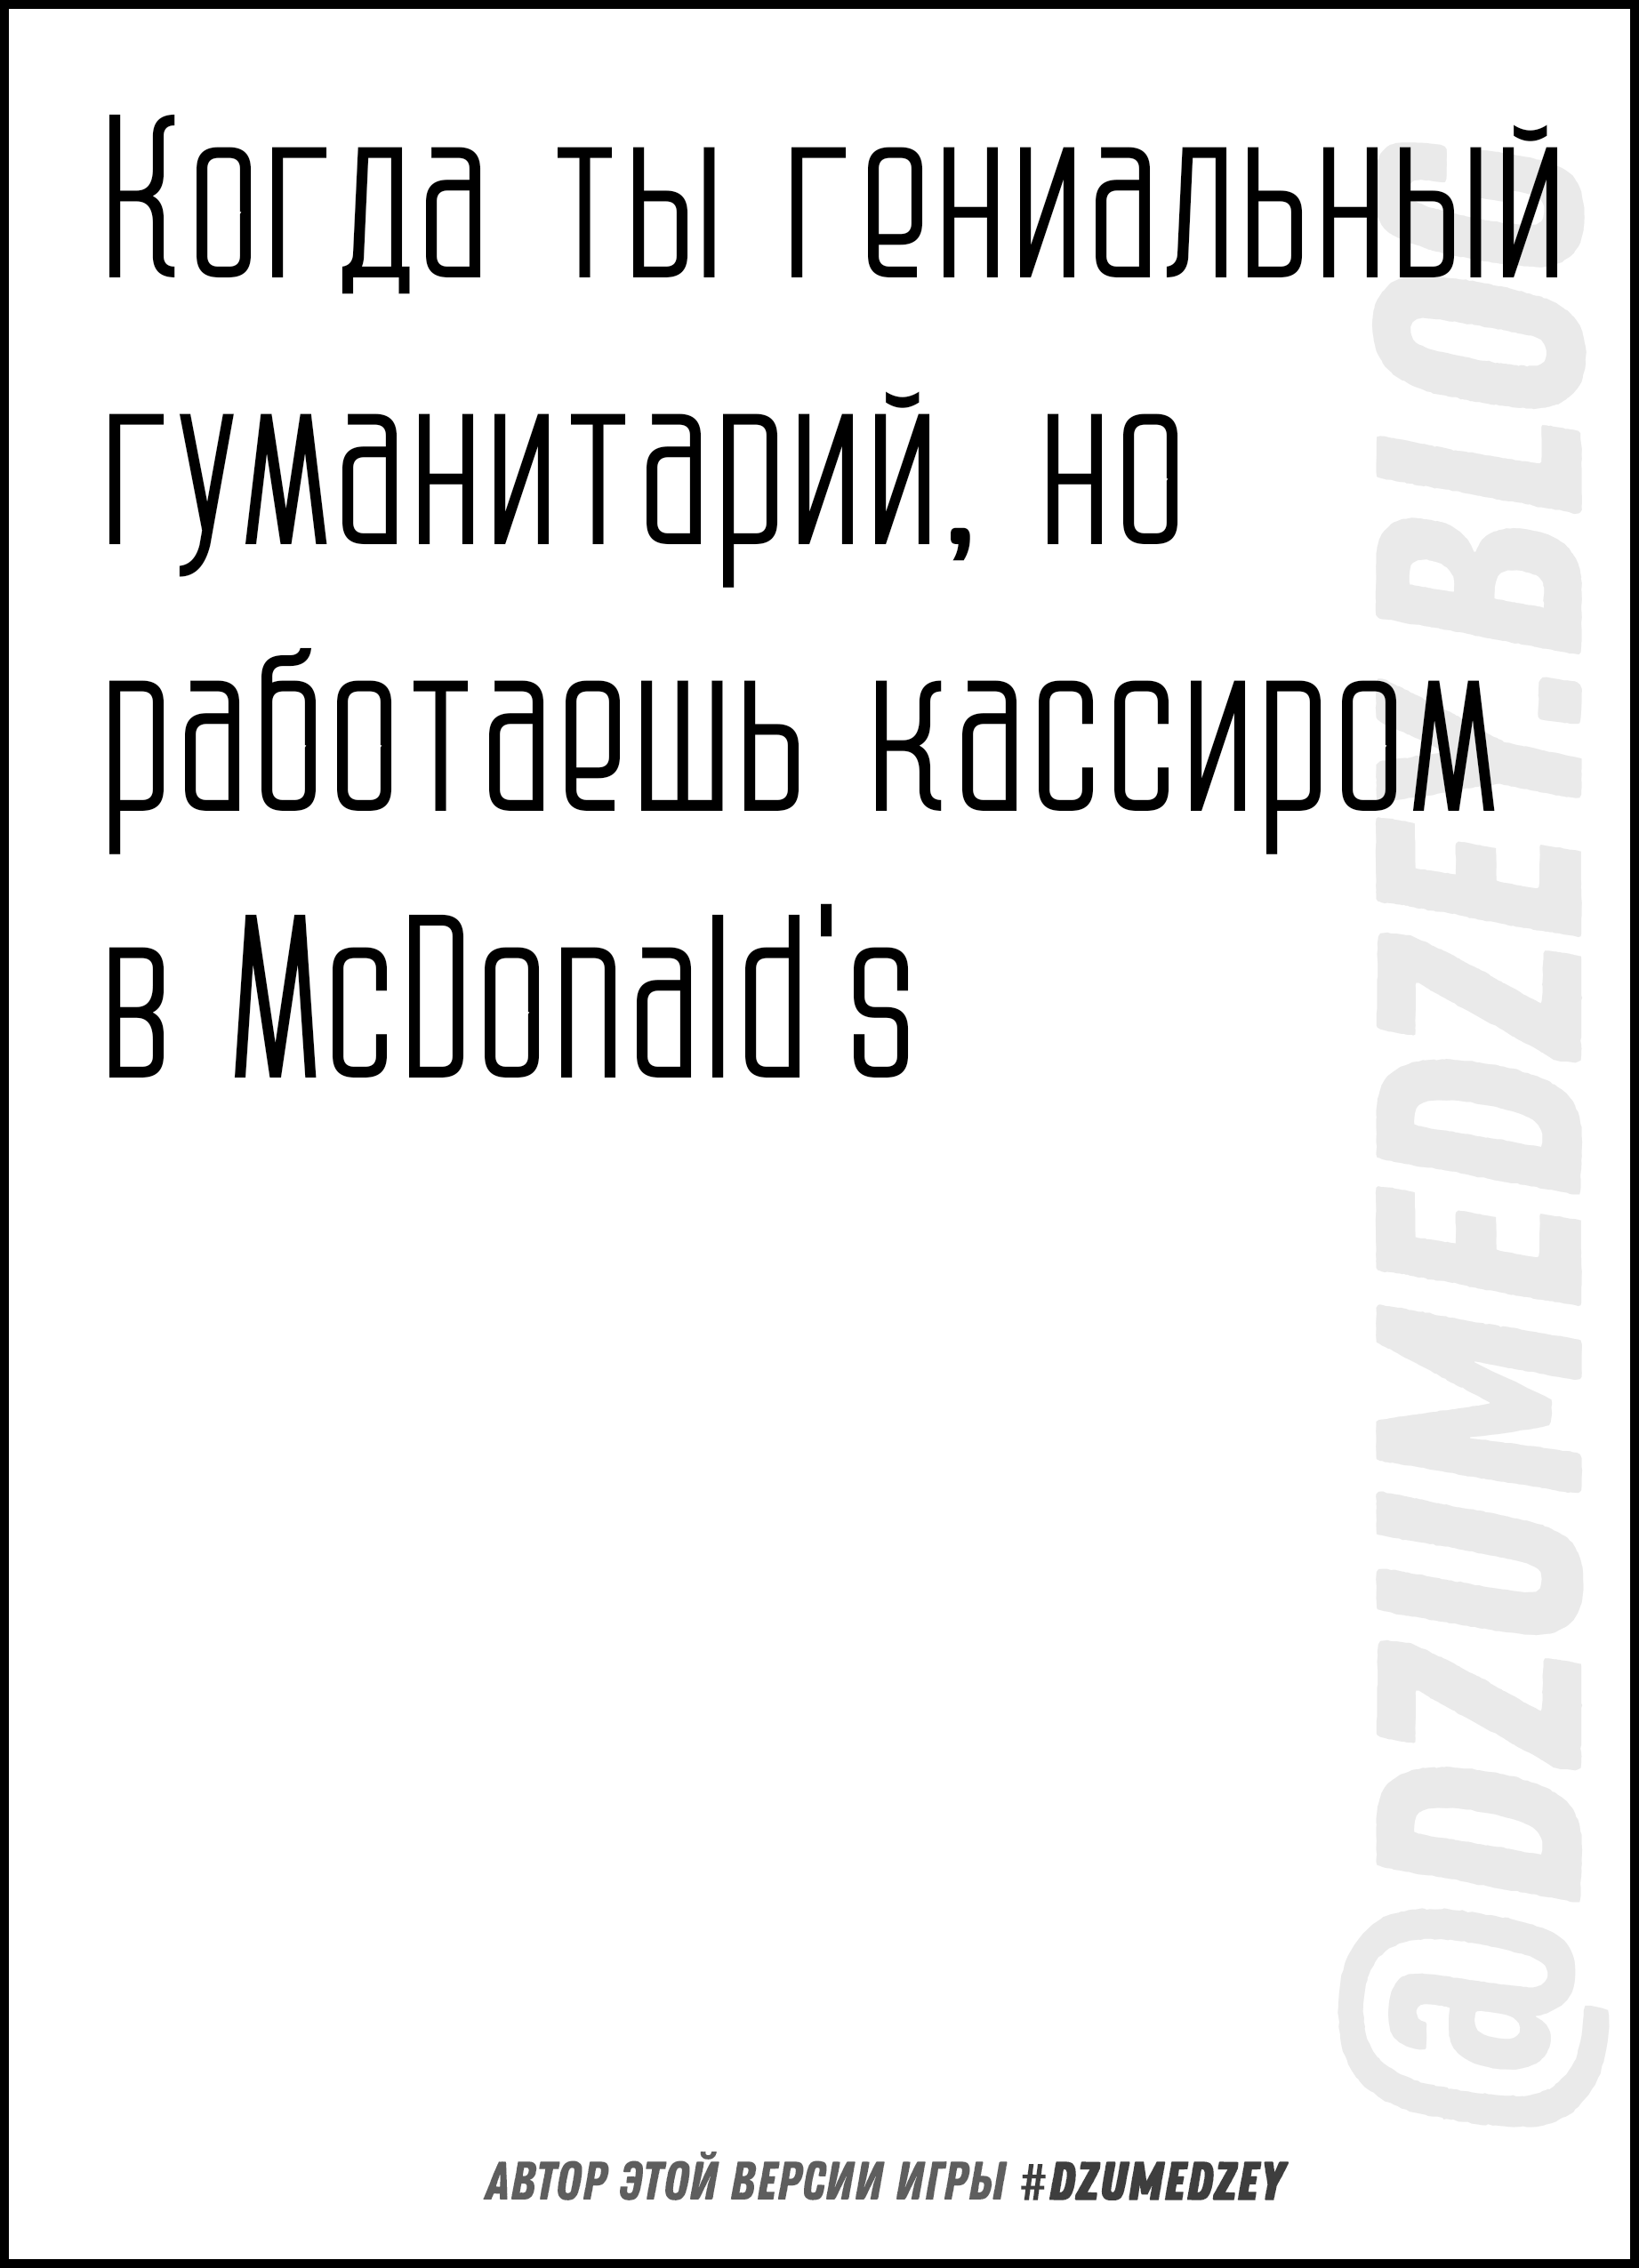 Когда ты гениальный
гуманитарий, но
работаешь кассиром
в McDonald's
@DZUMEDZEY.BLOG
АВТОР ЭТОЙ ВЕРСИИ ИГРЫ #DZUMEDZEY